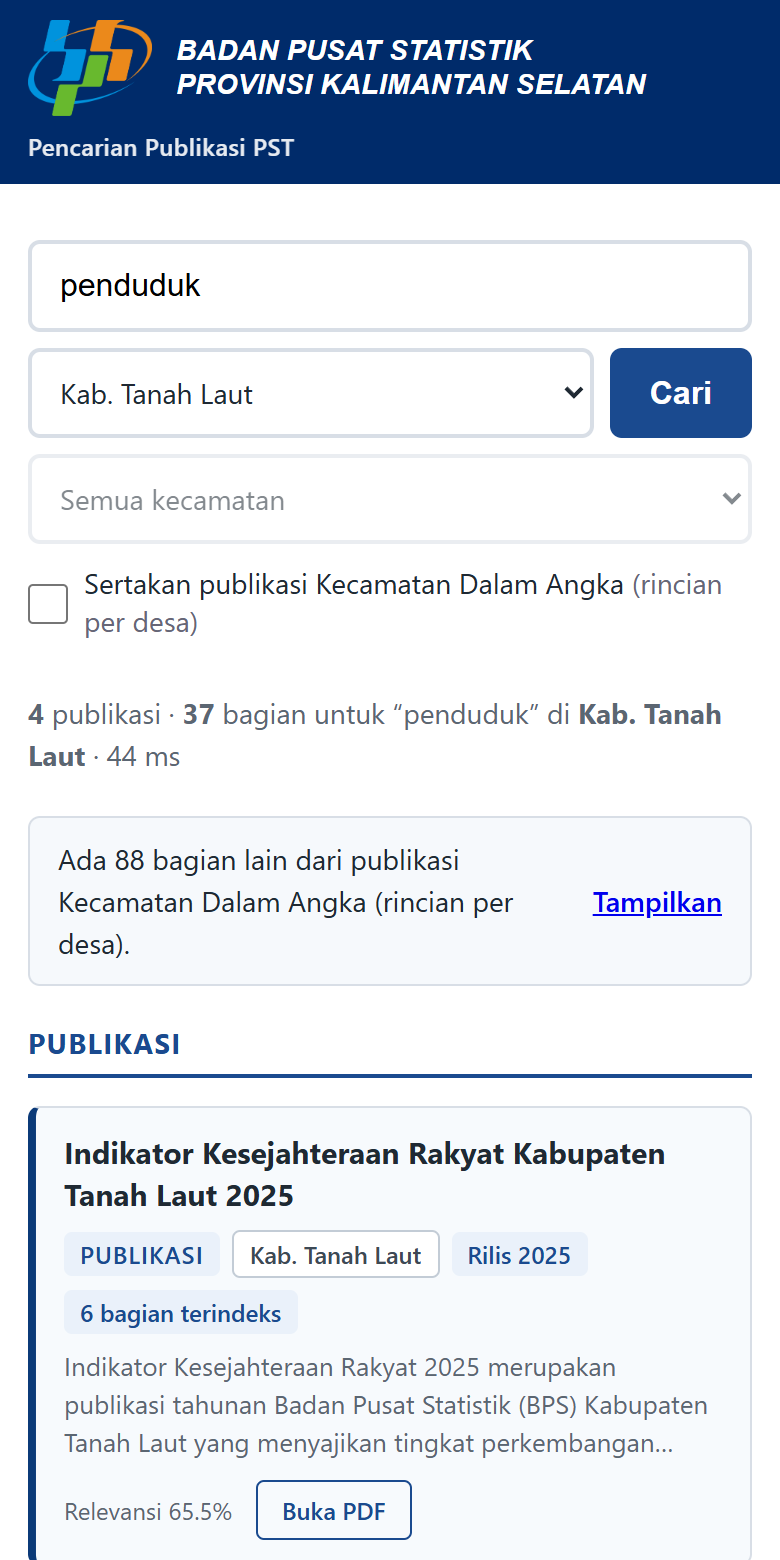 BADAN PUSAT STATISTIK
PROVINSI KALIMANTAN SELATAN
Pencarian Publikasi PST
penduduk
Kab. Tanah Laut
Cari
Semua kecamatan
Sertakan publikasi Kecamatan Dalam Angka (rincian
per desa)
4 publikasi · 37 bagian untuk “penduduk” di Kab. Tanah
Laut · 44 ms
Ada 88 bagian lain dari publikasi
Kecamatan Dalam Angka (rincian per
desa).
Tampilkan
PUBLIKASI
Indikator Kesejahteraan Rakyat Kabupaten
Tanah Laut 2025
PUBLIKASI Kab. Tanah Laut Rilis 2025
6 bagian terindeks
Indikator Kesejahteraan Rakyat 2025 merupakan
publikasi tahunan Badan Pusat Statistik (BPS) Kabupaten
Tanah Laut yang menyajikan tingkat perkembangan...
Relevansi 65.5% Buka PDF